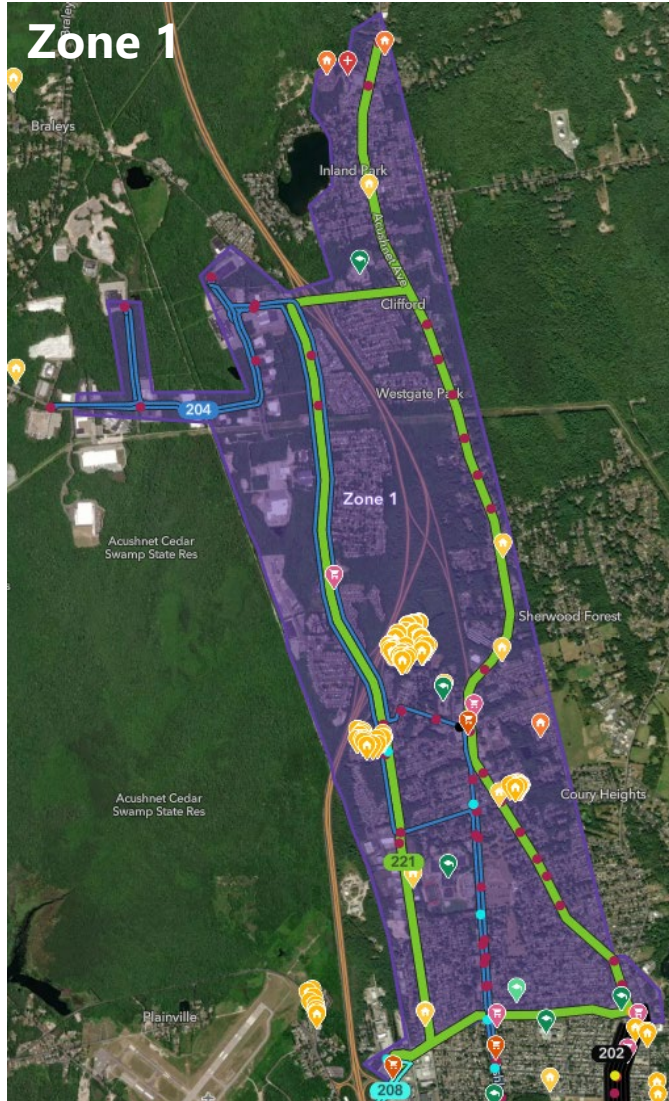 Zone 1
Braleys
Inland Park
Acushnet Ave
Clifford
Westgate Park
204
Zone 1
Acushnet Cedar
Swamp State Res
Sherwood Forest
Coury Heights
Acushnet Cedar
Swamp State Res
221
Plainville
202
208